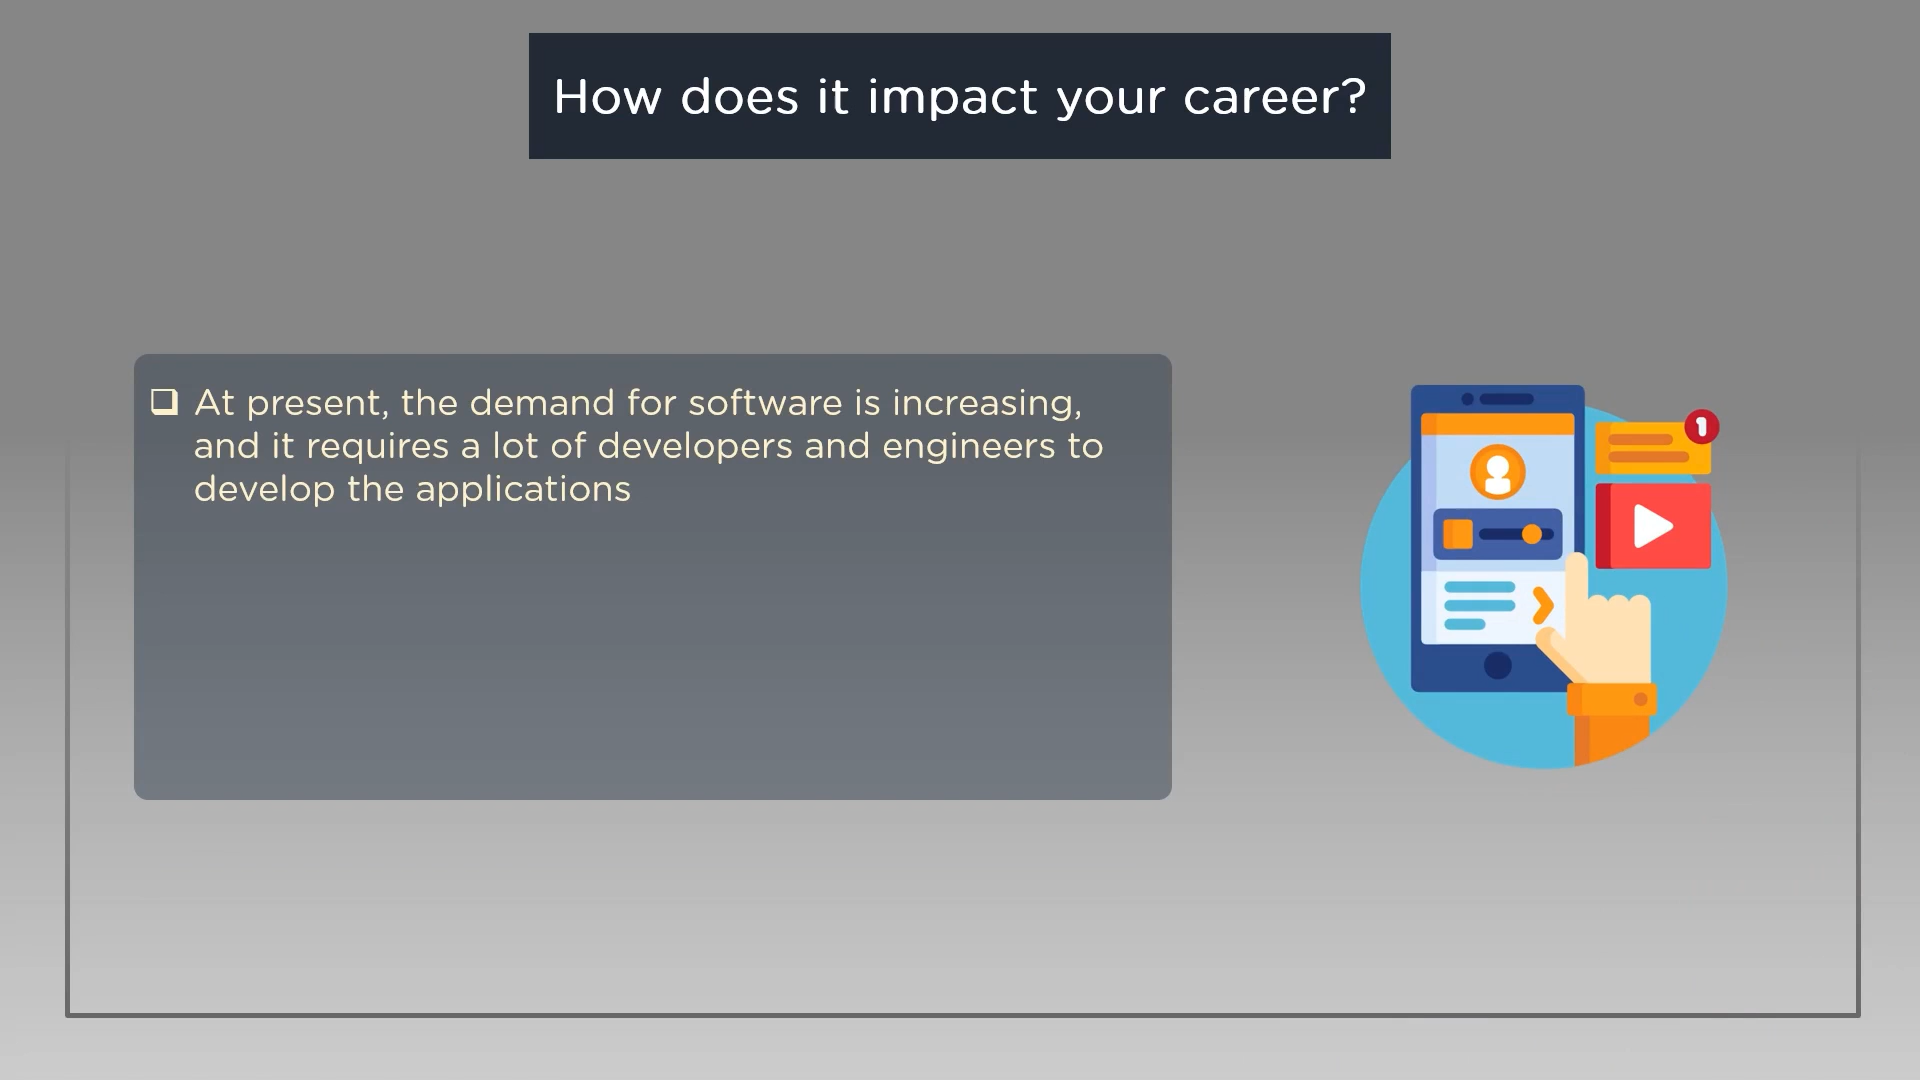 How does it impact your career?
❑ At present, the demand for software is increasing,
and it requires a lot of developers and engineers to
develop the applications
1